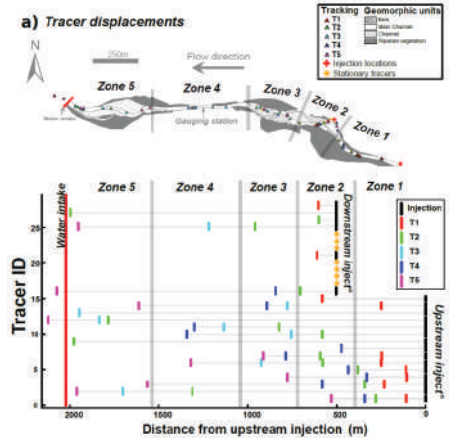 a) Tracer displacements
N
250m
Flow direction
Tracking
T1
T2
T3
T4
T5
Geomorphic units
Bars
Main Channel
Channel
Riparian vegetation
Injection locations
Stationary tracers
Zone 5
Zone 4
Zone 3
Zone 2
Zone 1
Water intake
Gauging station
Zone 5
Zone 4
Zone 3
Zone 2
Zone 1
Water intake
Downstream inject°
Upstream inject°
Injection
T1
T2
T3
T4
T5
Tracer ID
25
20
15
10
5
0
2000
1500
1000
500
0
Distance from upstream injection (m)